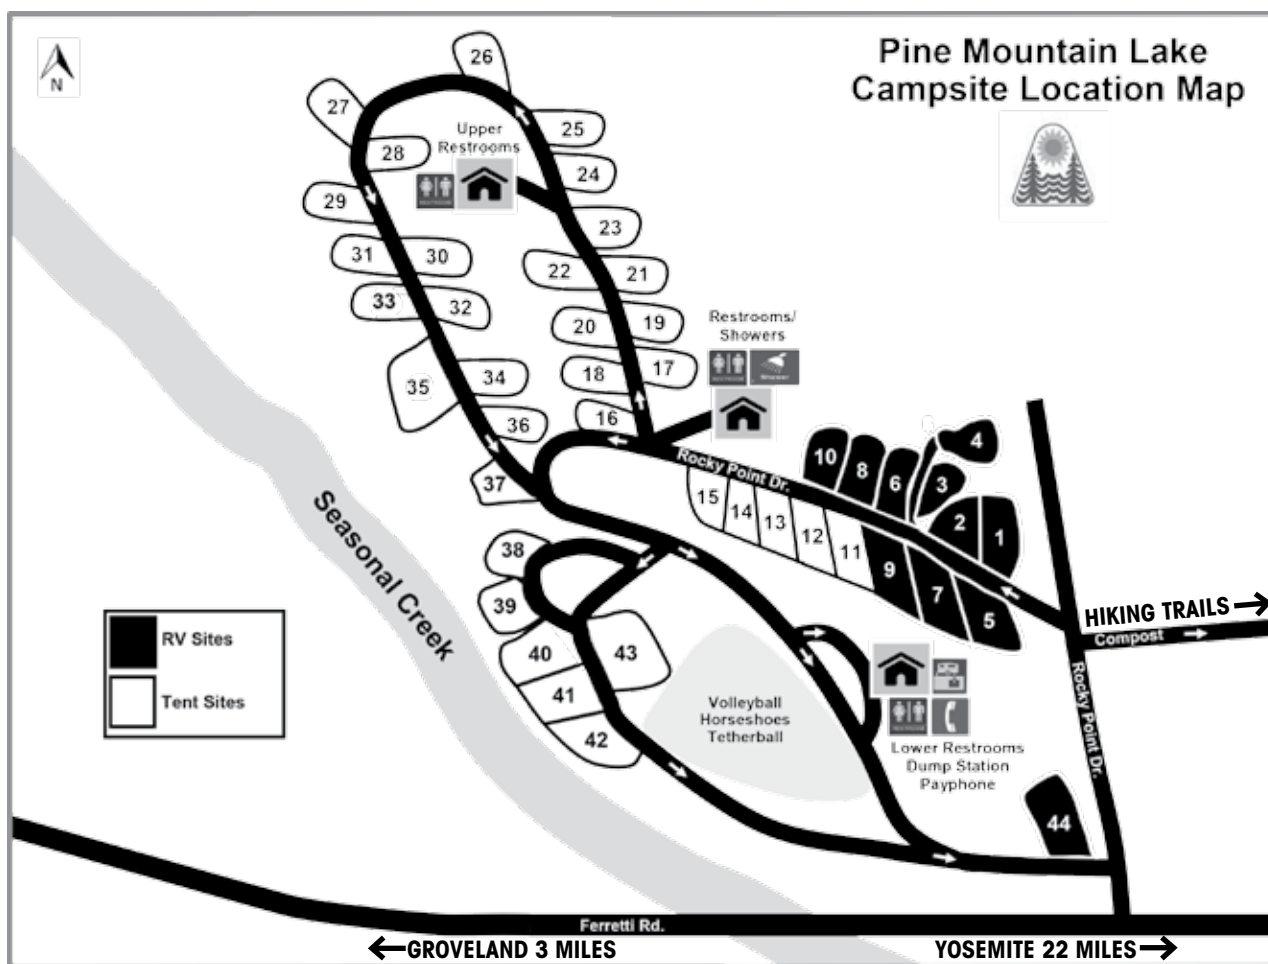 Pine Mountain Lake
Campsite Location Map
N
26
27
25
Upper
Restrooms
28
24
29
23
31
30
22
21
33
32
20
19
Restrooms/
Showers
35
34
18
17
Shower
16
36
10
8
6
4
3
37
Rocky Point Dr.
15
14
13
12
11
9
7
5
2
1
Seasonal Creek
38
39
HIKING TRAILS
Compost
RV Sites
Tent Sites
40
43
41
42
Volleyball
Horseshoes
Tetherball
Rocky Point Dr.
Lower Restrooms
Dump Station
Payphone
44
Ferretti Rd.
GROVELAND 3 MILES
YOSEMITE 22 MILES